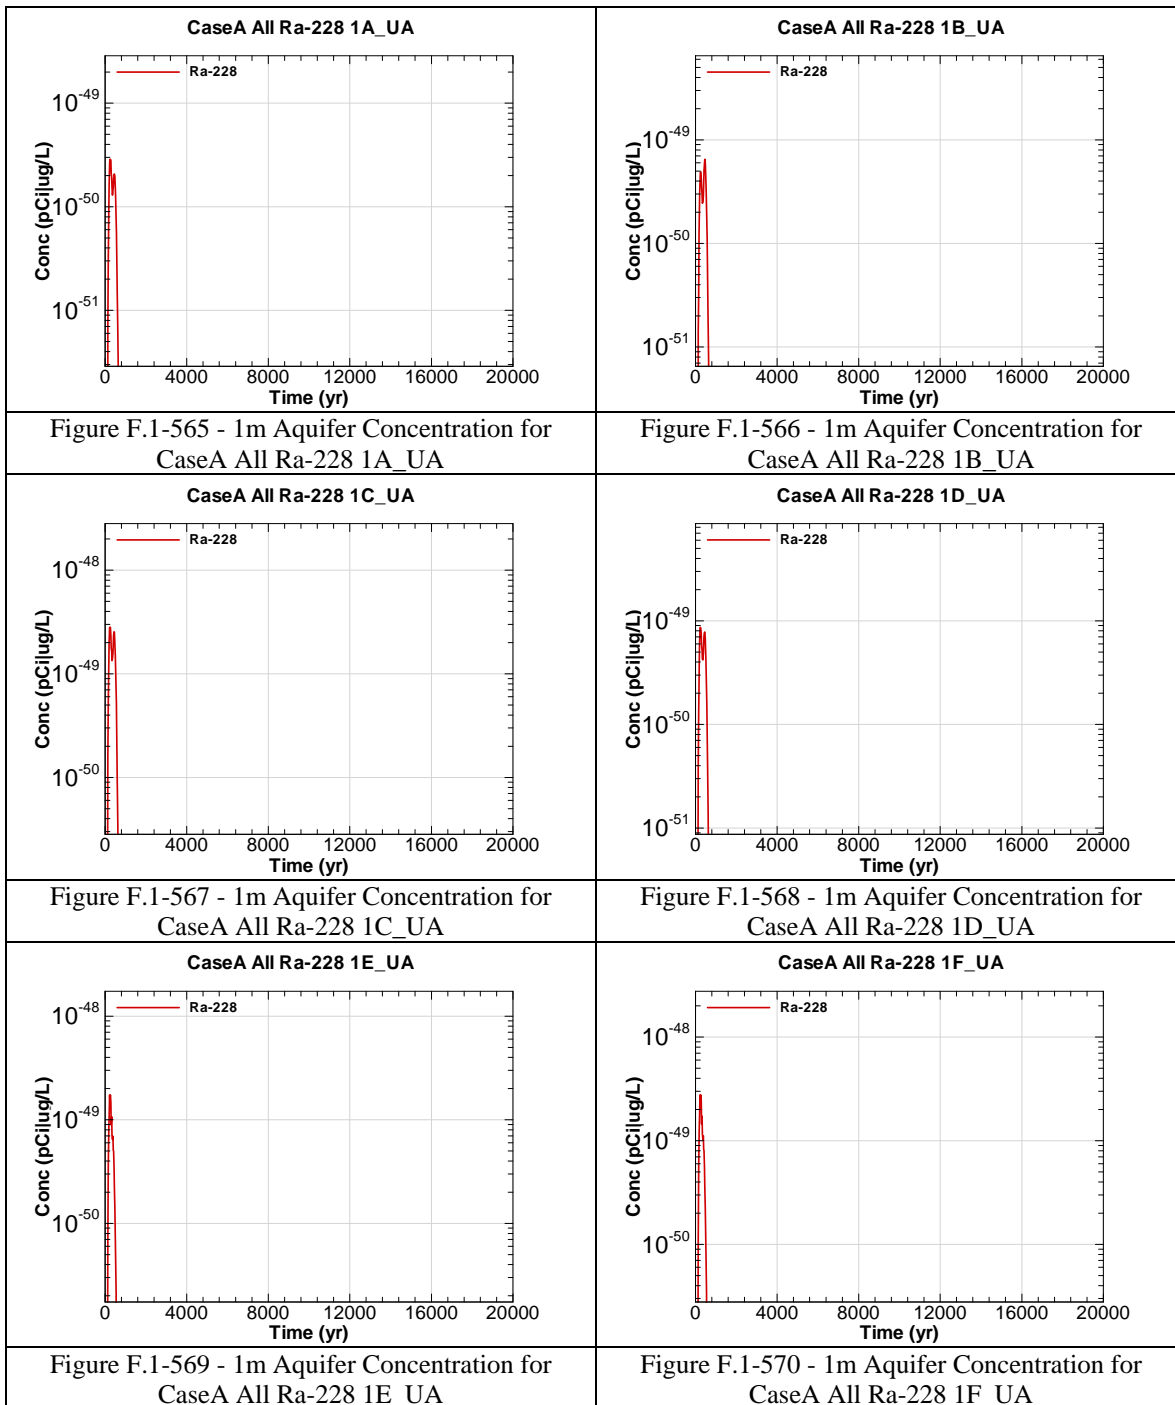 CaseA All Ra-228 1A_UA
Ra-228
10-49
10-50
10-51
Conc (pCi|ug/L)
0 4000 8000 12000 16000 20000
Time (yr)
Figure F.1-565 - 1m Aquifer Concentration for
CaseA All Ra-228 1A_UA
CaseA All Ra-228 1B_UA
Ra-228
10-49
10-50
10-51
Conc (pCi|ug/L)
0 4000 8000 12000 16000 20000
Time (yr)
Figure F.1-566 - 1m Aquifer Concentration for
CaseA All Ra-228 1B_UA
CaseA All Ra-228 1C_UA
Ra-228
10-48
10-49
10-50
Conc (pCi|ug/L)
0 4000 8000 12000 16000 20000
Time (yr)
Figure F.1-567 - 1m Aquifer Concentration for
CaseA All Ra-228 1C_UA
CaseA All Ra-228 1D_UA
Ra-228
10-49
10-50
10-51
Conc (pCi|ug/L)
0 4000 8000 12000 16000 20000
Time (yr)
Figure F.1-568 - 1m Aquifer Concentration for
CaseA All Ra-228 1D_UA
CaseA All Ra-228 1E_UA
Ra-228
10-48
10-49
10-50
Conc (pCi|ug/L)
0 4000 8000 12000 16000 20000
Time (yr)
Figure F.1-569 - 1m Aquifer Concentration for
CaseA All Ra-228 1E_UA
CaseA All Ra-228 1F_UA
Ra-228
10-48
10-49
10-50
Conc (pCi|ug/L)
0 4000 8000 12000 16000 20000
Time (yr)
Figure F.1-570 - 1m Aquifer Concentration for
CaseA All Ra-228 1F_UA